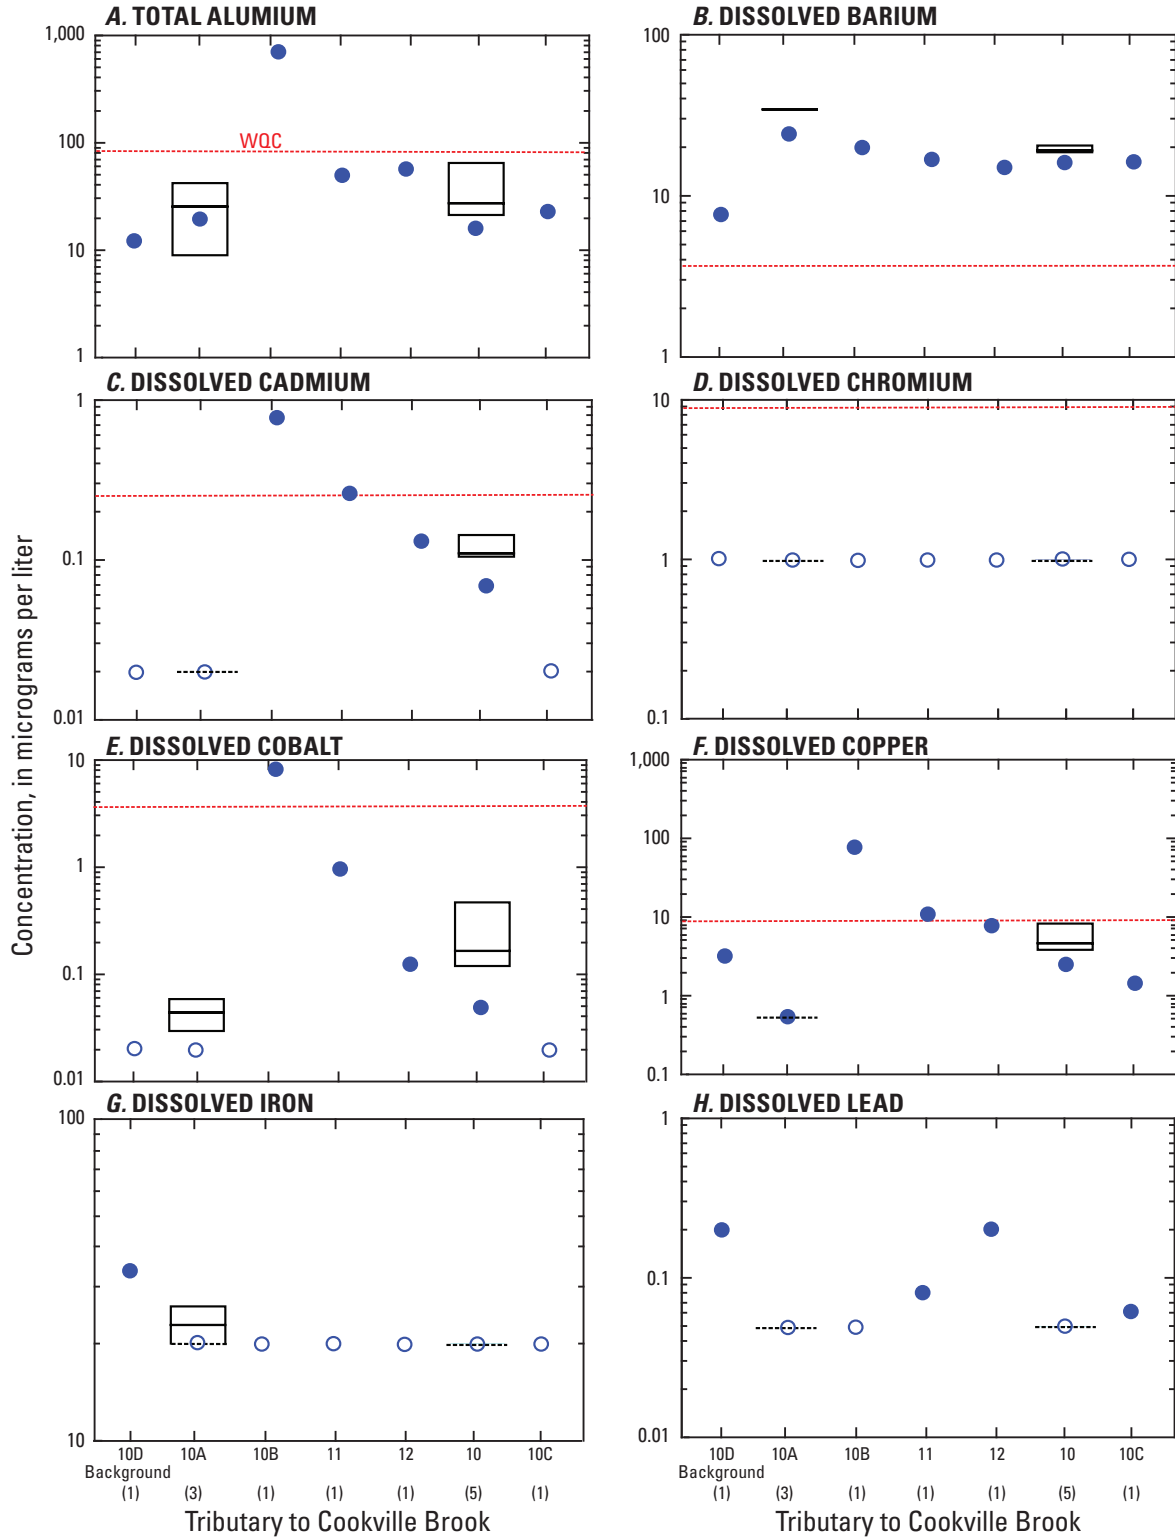 A. TOTAL ALUMIUM
1,000
100
10
1
WQC
B. DISSOLVED BARIUM
100
10
1
C. DISSOLVED CADMIUM
1
0.1
0.01
D. DISSOLVED CHROMIUM
10
1
0.1
E. DISSOLVED COBALT
10
1
0.1
0.01
F. DISSOLVED COPPER
1,000
100
10
1
0.1
G. DISSOLVED IRON
100
10
H. DISSOLVED LEAD
1
0.1
0.01
Concentration, in micrograms per liter
10D 10A 10B 11 12 10 10C
Background
(1) (3) (1) (1) (1) (5) (1)
Tributary to Cookville Brook
10D 10A 10B 11 12 10 10C
Background
(1) (3) (1) (1) (1) (5) (1)
Tributary to Cookville Brook